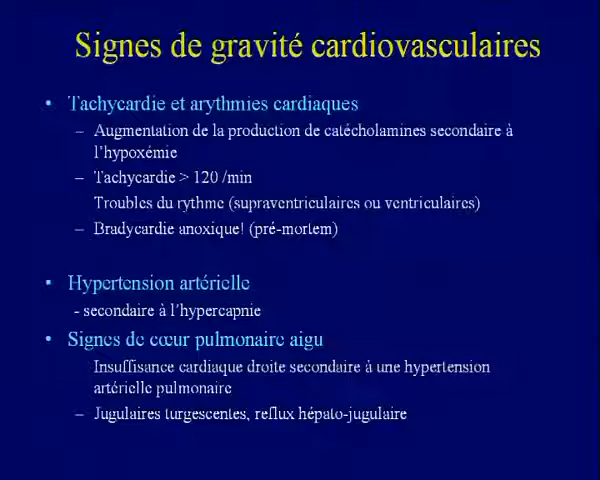 Signes de gravité cardiovasculaires
• Tachycardie et arythmies cardiaques
– Augmentation de la production de catécholamines secondaire à
l'hypoxémie
– Tachycardie > 120 /min
Troubles du rythme (supraventriculaires ou ventriculaires)
– Bradycardie anoxique! (pré-mortem)
• Hypertension artérielle
- secondaire à l'hypercapnie
• Signes de cœur pulmonaire aigu
Insuffisance cardiaque droite secondaire à une hypertension
artérielle pulmonaire
– Jugulaires turgescentes, reflux hépato-jugulaire